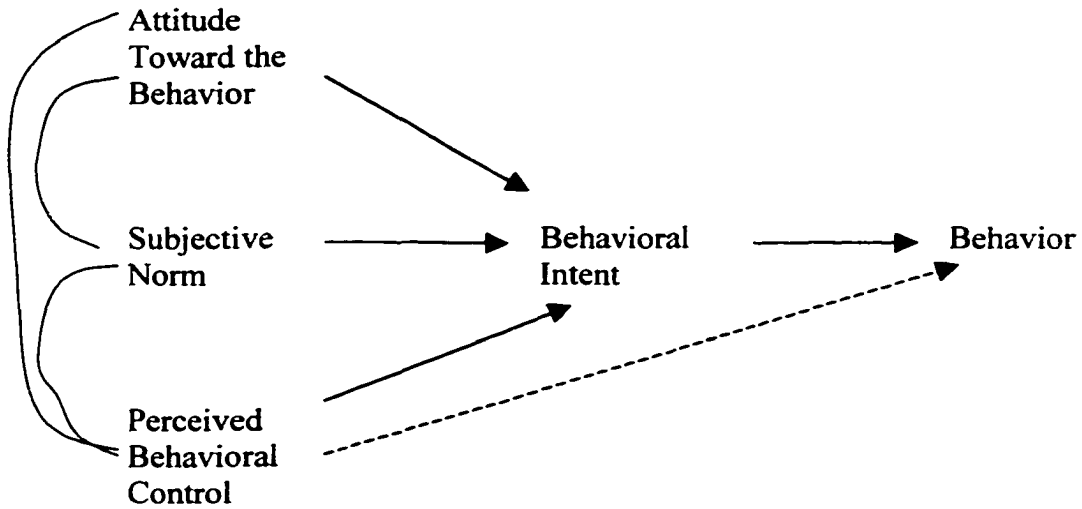 Attitude
Toward the
Behavior
Subjective
Norm
Behavioral
Intent
Behavior
Perceived
Behavioral
Control